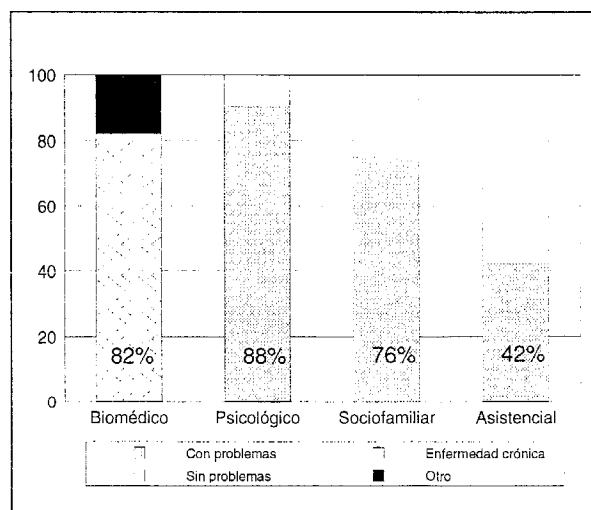 100
80
60
40
20
0
82% 88% 76% 42%
Biomédico Psicológico Sociofamiliar Asistencial
Con problemas Enfermedad crónica
Sin problemas Otro